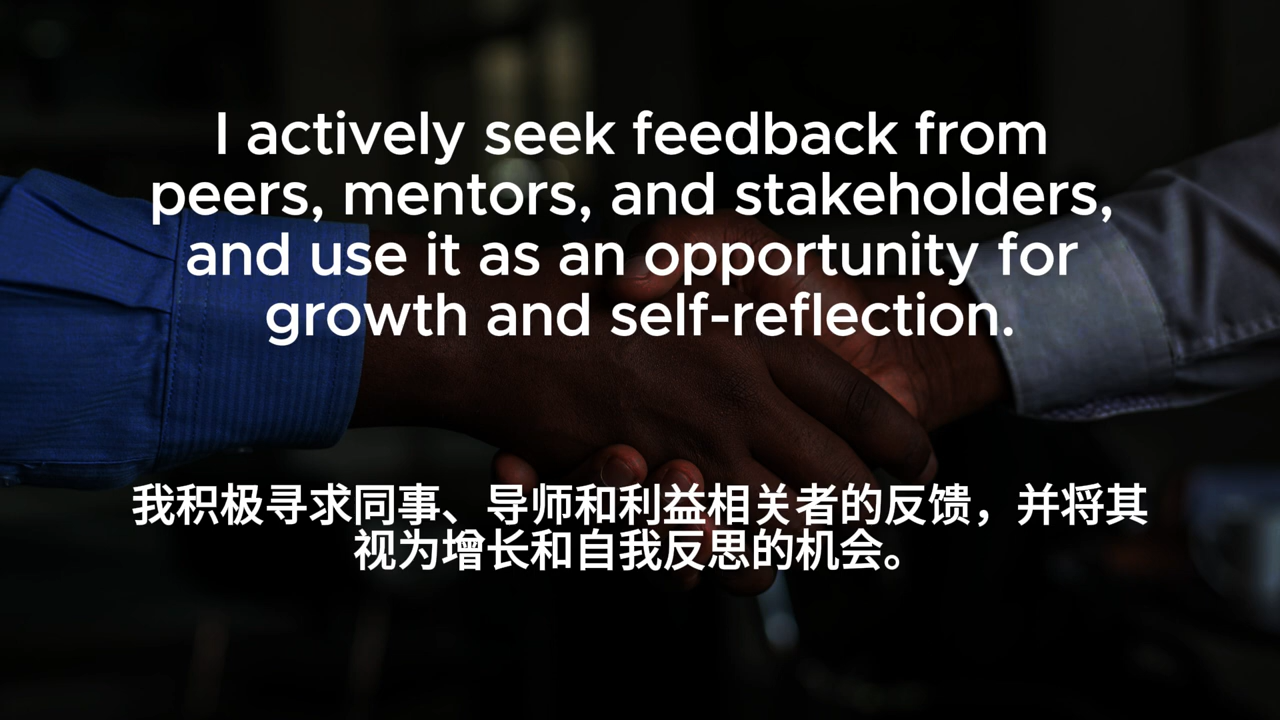 I actively seek feedback from
peers, mentors, and stakeholders,
and use it as an opportunity for
growth and self-reflection.
我积极寻求同事、导师和利益相关者的反馈，并将其
视为增长和自我反思的机会。